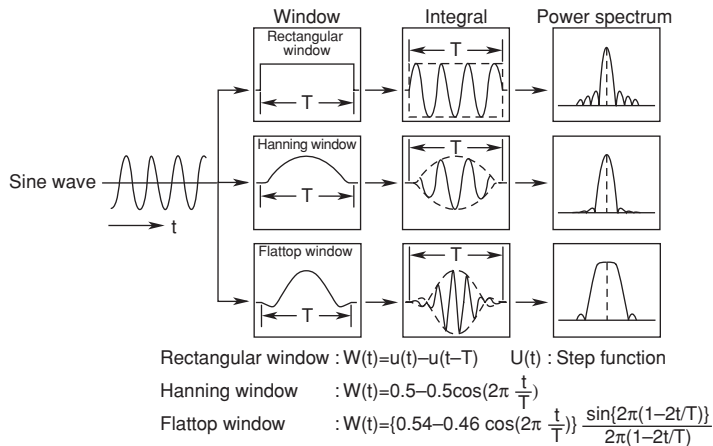 Window Integral Power spectrum
Rectangular
window
T
T
Hanning window
T
T
Sine wave
t
Flattop window
T
T
Rectangular window : W(t)=u(t)–u(t–T) U(t) : Step function
Hanning window : W(t)=0.5–0.5cos(2π t/T)
Flattop window : W(t)={0.54–0.46 cos(2π t/T)} sin{2π(1–2t/T)}/2π(1–2t/T)